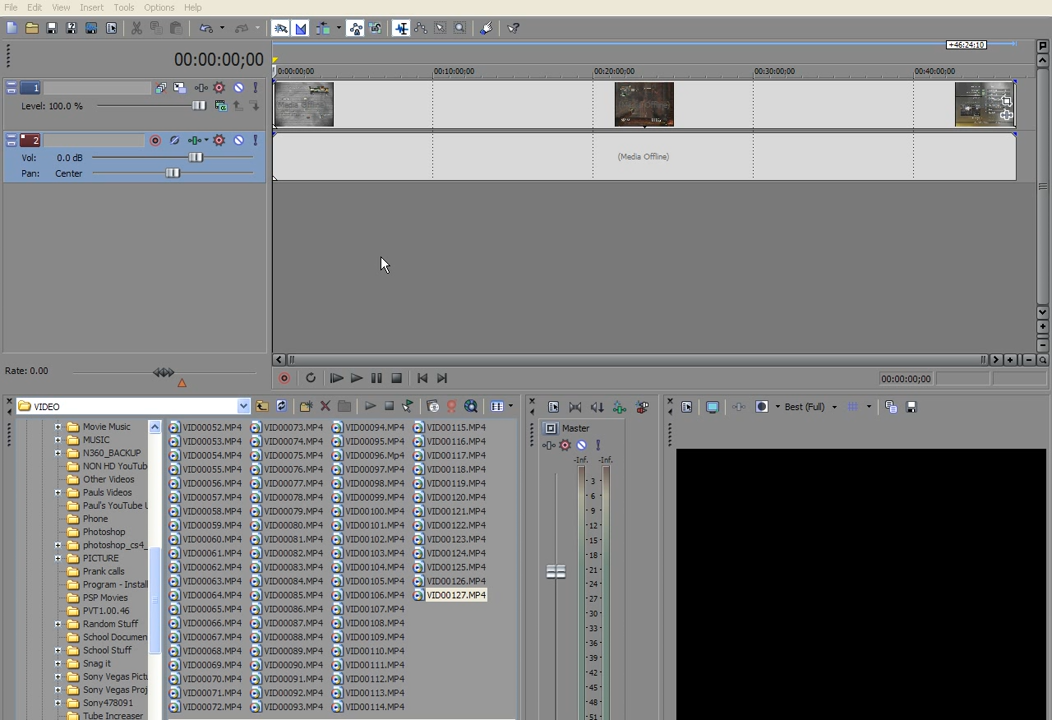 File Edit View Insert Tools Options Help
00:00:00;00
+46:24:10
0:00:00;00 00:10:00;00 00:20:00;00 00:30:00;00 00:40:00;00
1
Level: 100.0 %
2
Vol: 0.0 dB
Pan: Center
(Media Offline)
Rate: 0.00
00:00:00;00
VIDEO
Movie Music
MUSIC
N360_BACKUP
NON HD YouTub
Other Videos
Pauls Videos
Paul's YouTube U
Phone
Photoshop
photoshop_cs4_
PICTURE
Prank calls
Program - Install
PSP Movies
PVT1.00.46
Random Stuff
School Documen
School Stuff
Snag it
Sony Vegas Pictu
Sony Vegas Proj
Sony478091
Tube Increaser
VID00052.MP4 VID00073.MP4 VID00094.MP4 VID00115.MP4
VID00053.MP4 VID00074.MP4 VID00095.MP4 VID00116.MP4
VID00054.MP4 VID00075.MP4 VID00096.Mp4 VID00117.MP4
VID00055.MP4 VID00076.MP4 VID00097.MP4 VID00118.MP4
VID00056.MP4 VID00077.MP4 VID00098.MP4 VID00119.MP4
VID00057.MP4 VID00078.MP4 VID00099.MP4 VID00120.MP4
VID00058.MP4 VID00079.MP4 VID00100.MP4 VID00121.MP4
VID00059.MP4 VID00080.MP4 VID00101.MP4 VID00122.MP4
VID00060.MP4 VID00081.MP4 VID00102.MP4 VID00123.MP4
VID00061.MP4 VID00082.MP4 VID00103.MP4 VID00124.MP4
VID00062.MP4 VID00083.MP4 VID00104.MP4 VID00125.MP4
VID00063.MP4 VID00084.MP4 VID00105.MP4 VID00126.MP4
VID00064.MP4 VID00085.MP4 VID00106.MP4 VID00127.MP4
VID00065.MP4 VID00086.MP4 VID00107.MP4
VID00066.MP4 VID00087.MP4 VID00108.MP4
VID00067.MP4 VID00088.MP4 VID00109.MP4
VID00068.MP4 VID00089.MP4 VID00110.MP4
VID00069.MP4 VID00090.MP4 VID00111.MP4
VID00070.MP4 VID00091.MP4 VID00112.MP4
VID00071.MP4 VID00092.MP4 VID00113.MP4
VID00072.MP4 VID00093.MP4 VID00114.MP4
Master
-Inf. -Inf.
3
6
9
12
15
18
21
24
27
30
33
36
39
42
45
48
51
Best (Full)